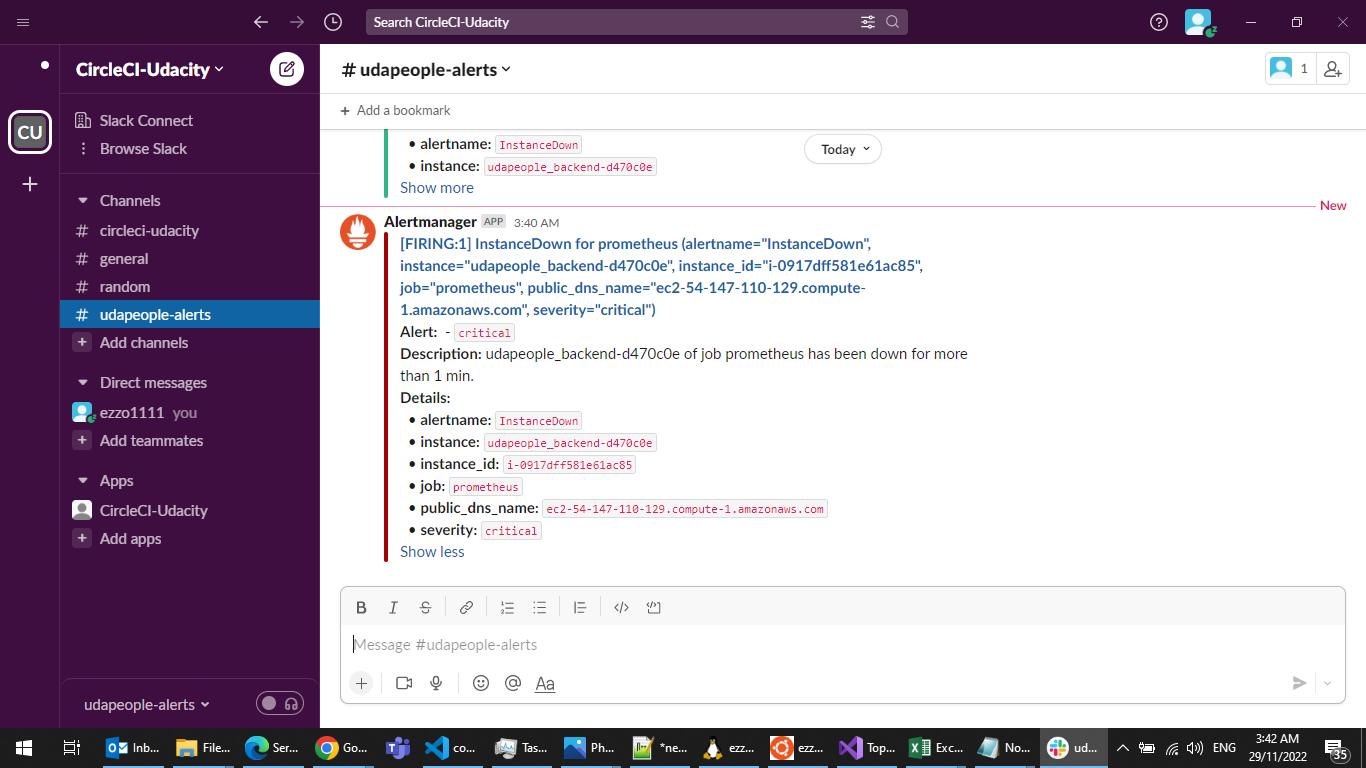 Search CircleCI-Udacity
CircleCI-Udacity
CU
Slack Connect
Browse Slack
Channels
# circleci-udacity
# general
# random
# udapeople-alerts
+ Add channels
Direct messages
ezzo1111 you
+ Add teammates
Apps
CircleCI-Udacity
+ Add apps
udapeople-alerts
# udapeople-alerts
1
+ Add a bookmark
Today
• alertname: InstanceDown
• instance: udapeople_backend-d470c0e
Show more
New
Alertmanager APP 3:40 AM
[FIRING:1] InstanceDown for prometheus (alertname="InstanceDown",
instance="udapeople_backend-d470c0e", instance_id="i-0917dff581e61ac85",
job="prometheus", public_dns_name="ec2-54-147-110-129.compute-
1.amazonaws.com", severity="critical")
Alert: - critical
Description: udapeople_backend-d470c0e of job prometheus has been down for more
than 1 min.
Details:
• alertname: InstanceDown
• instance: udapeople_backend-d470c0e
• instance_id: i-0917dff581e61ac85
• job: prometheus
• public_dns_name: ec2-54-147-110-129.compute-1.amazonaws.com
• severity: critical
Show less
B I S
Message #udapeople-alerts
+ @ Aa
Inb... File... Ser... Go... co... Tas... Ph... *ne... ezz... ezz... Top... Exc... No... ud... ENG
3:42 AM
29/11/2022
35